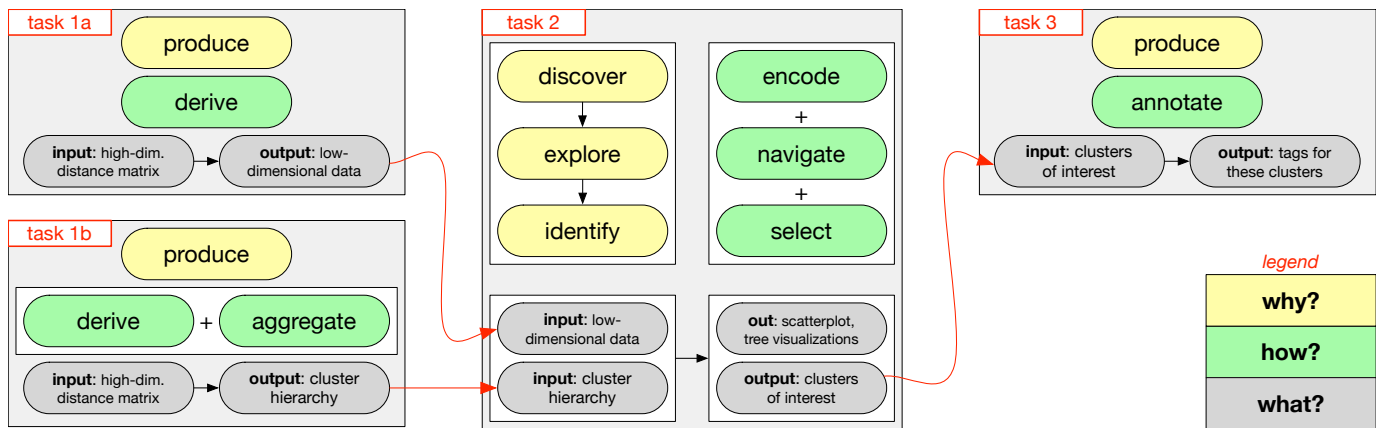 task 1a
produce
derive
input: high-dim.
distance matrix
output: low-
dimensional data
task 1b
produce
derive
+
aggregate
input: high-dim.
distance matrix
output: cluster
hierarchy
task 2
discover
explore
identify
encode
+
navigate
+
select
input: low-
dimensional data
input: cluster
hierarchy
out: scatterplot,
tree visualizations
output: clusters
of interest
task 3
produce
annotate
input: clusters
of interest
output: tags for
these clusters
legend
why?
how?
what?